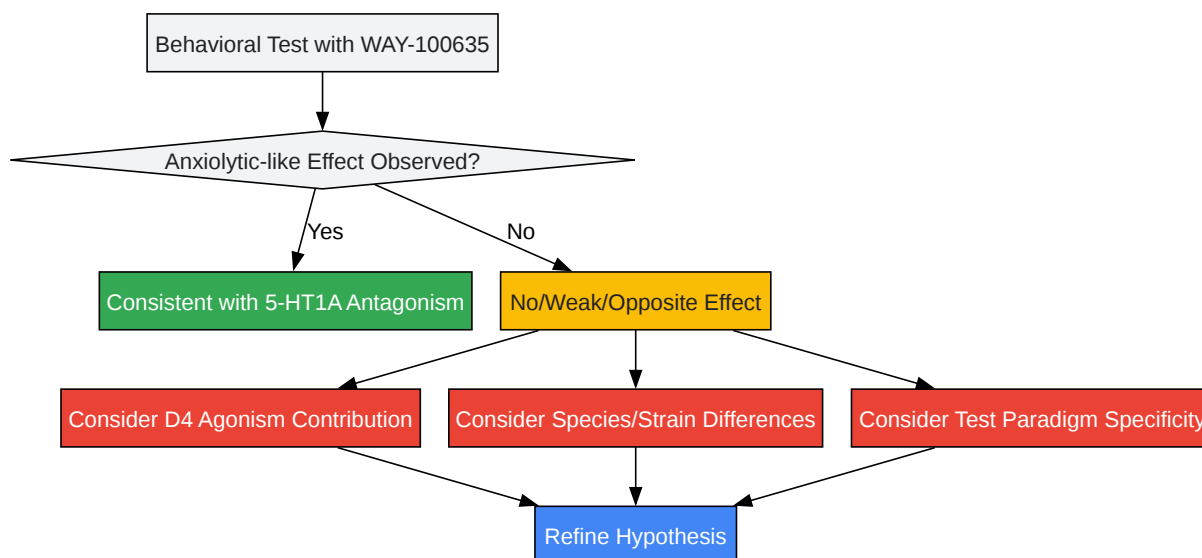 Behavioral Test with WAY-100635
Anxiolytic-like Effect Observed?
Yes
No
Consistent with 5-HT1A Antagonism
No/Weak/Opposite Effect
Consider D4 Agonism Contribution
Consider Species/Strain Differences
Consider Test Paradigm Specificity
Refine Hypothesis